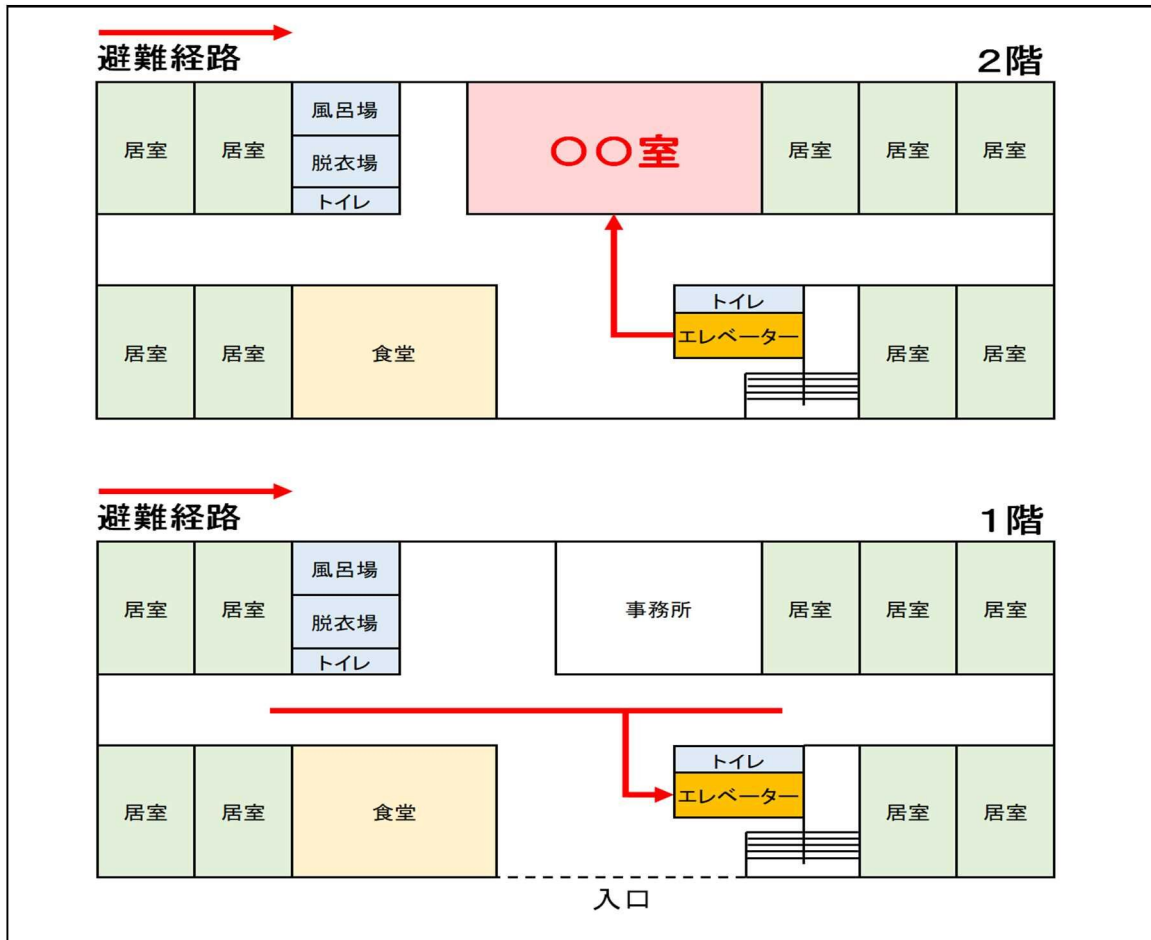 避難経路
2階
居室
居室
風呂場
脱衣場
トイレ
〇〇室
居室
居室
居室
居室
居室
食堂
トイレ
エレベーター
居室
居室
避難経路
1階
居室
居室
風呂場
脱衣場
トイレ
事務所
居室
居室
居室
居室
居室
食堂
トイレ
エレベーター
居室
居室
入口